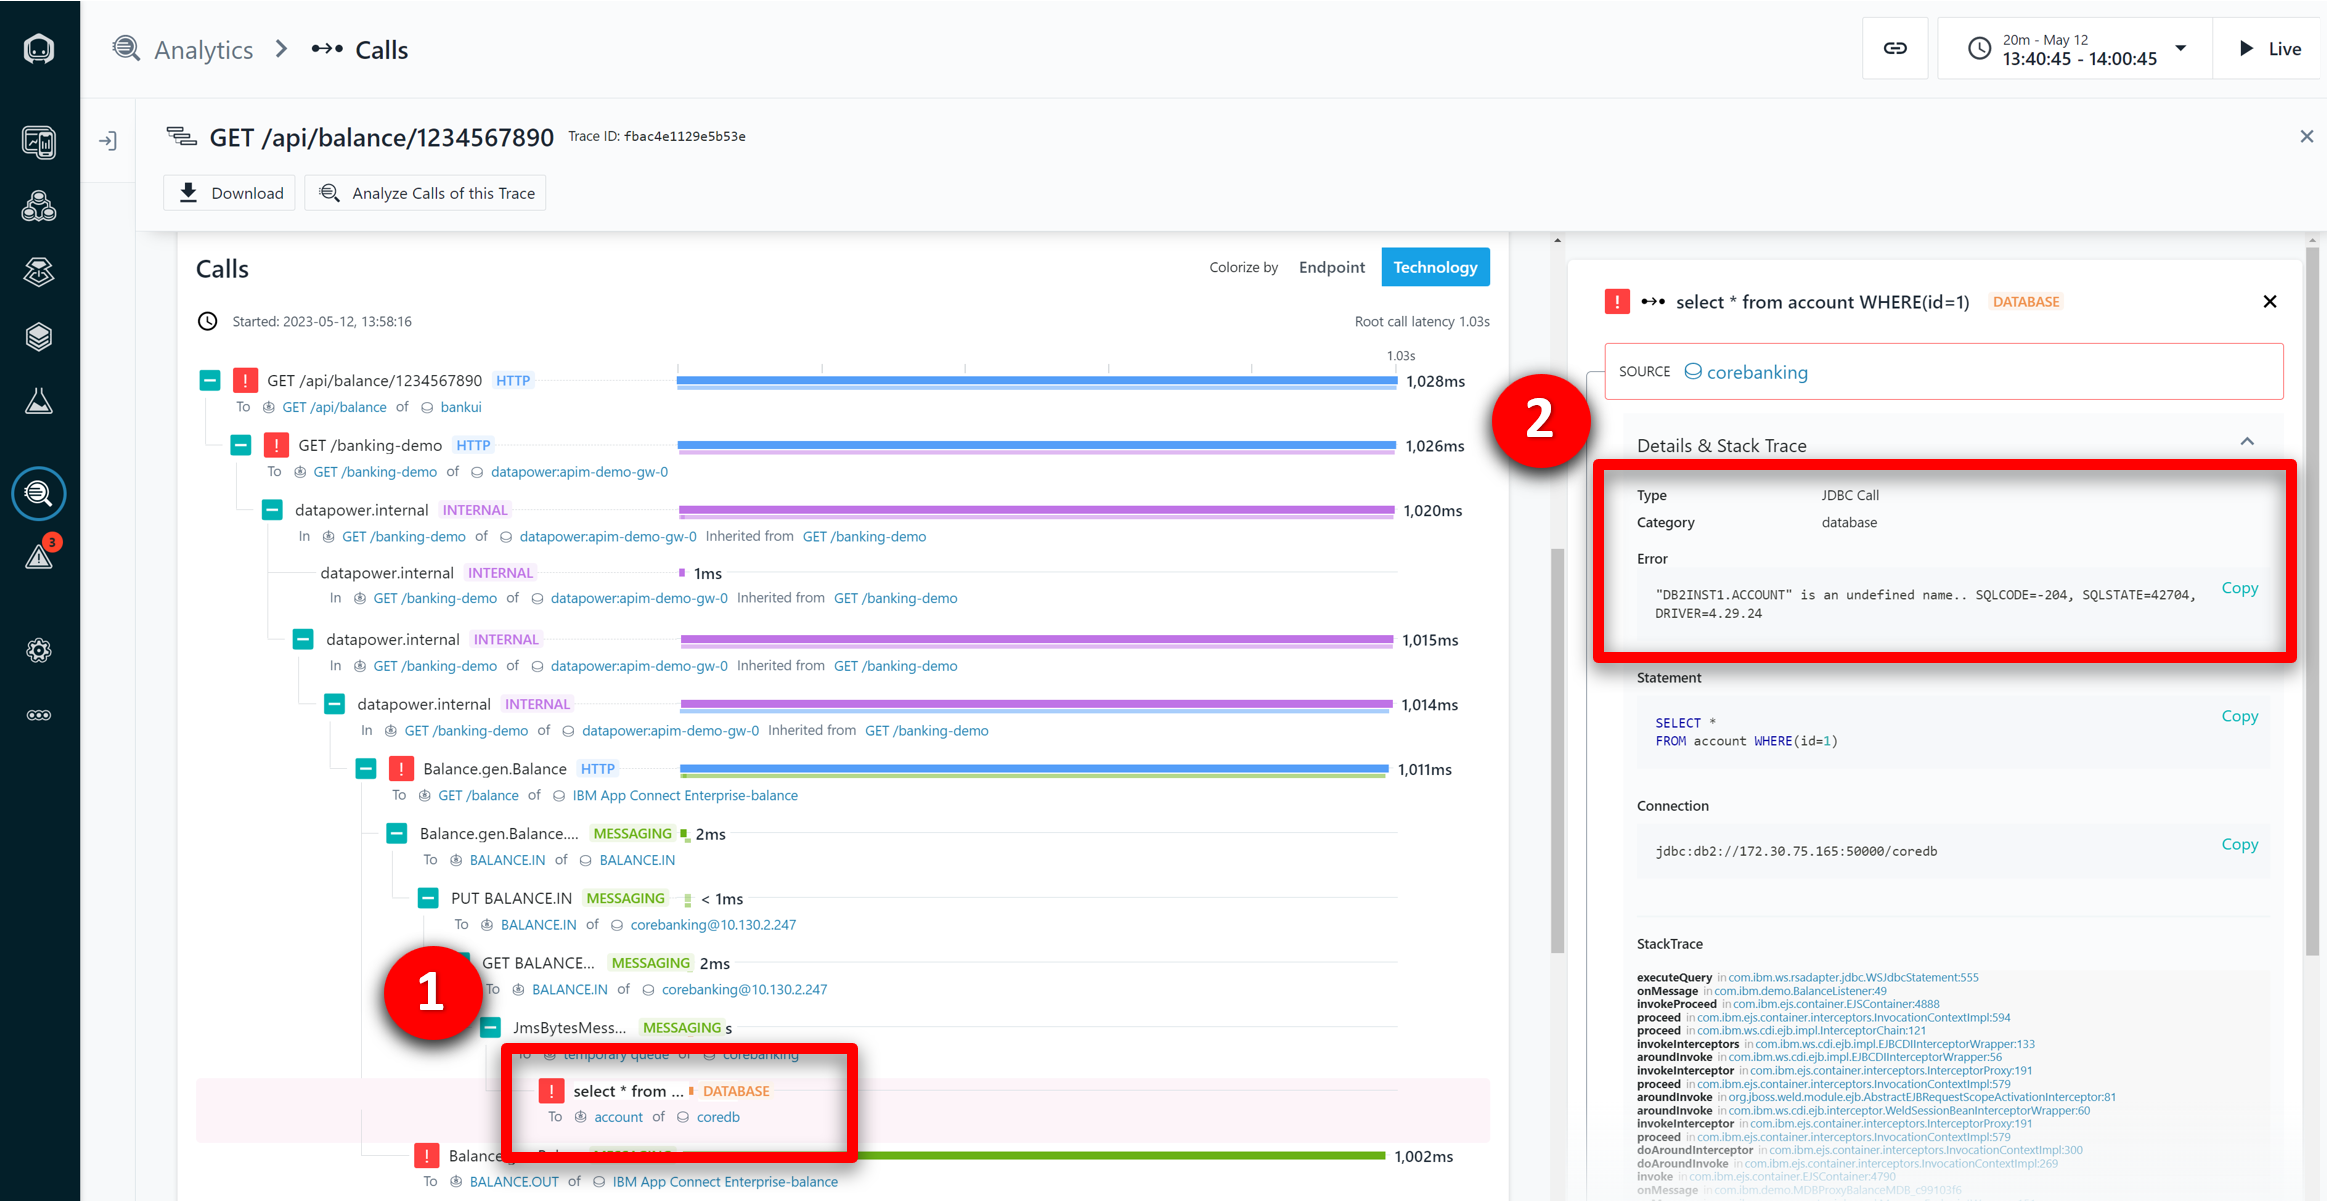 Analytics > Calls
20m - May 12
13:40:45 - 14:00:45
Live
GET /api/balance/1234567890 Trace ID: fbac4e1129e5b53e
Download
Analyze Calls of this Trace
3
Calls
Colorize by Endpoint Technology
Started: 2023-05-12, 13:58:16
Root call latency 1.03s
1.03s
! GET /api/balance/1234567890 HTTP 1,028ms
To GET /api/balance of bankui
! GET /banking-demo HTTP 1,026ms
To GET /banking-demo of datapower:apim-demo-gw-0
datapower.internal INTERNAL 1,020ms
In GET /banking-demo of datapower:apim-demo-gw-0 Inherited from GET /banking-demo
datapower.internal INTERNAL 1ms
In GET /banking-demo of datapower:apim-demo-gw-0 Inherited from GET /banking-demo
datapower.internal INTERNAL 1,015ms
In GET /banking-demo of datapower:apim-demo-gw-0 Inherited from GET /banking-demo
datapower.internal INTERNAL 1,014ms
In GET /banking-demo of datapower:apim-demo-gw-0 Inherited from GET /banking-demo
! Balance.gen.Balance HTTP 1,011ms
To GET /balance of IBM App Connect Enterprise-balance
Balance.gen.Balance.... MESSAGING 2ms
To BALANCE.IN of BALANCE.IN
PUT BALANCE.IN MESSAGING < 1ms
To BALANCE.IN of corebanking@10.130.2.247
GET BALANCE... MESSAGING 2ms
To BALANCE.IN of corebanking@10.130.2.247
1
JmsBytesMess... MESSAGING s
To temporary queue of corebanking
! select * from ... DATABASE
To account of coredb
! 1,002ms
To BALANCE.OUT of IBM App Connect Enterprise-balance
2
! select * from account WHERE(id=1) DATABASE
SOURCE corebanking
Details & Stack Trace
Type JDBC Call
Category database
Error
"DB2INST1.ACCOUNT" is an undefined name.. SQLCODE=-204, SQLSTATE=42704,
DRIVER=4.29.24
Copy
Statement
SELECT *
FROM account WHERE(id=1)
Copy
Connection
jdbc:db2://172.30.75.165:50000/coredb
Copy
StackTrace
executeQuery in com.ibm.ws.rsadapter.jdbc.WSJdbcStatement:555
onMessage in com.ibm.demo.BalanceListener:49
invokeProceed in com.ibm.ejs.container.EJSContainer:4888
proceed in com.ibm.ejs.container.interceptors.InvocationContextImpl:594
proceed in com.ibm.ws.cdi.ejb.impl.InterceptorChain:121
invokeInterceptors in com.ibm.ws.cdi.ejb.impl.EJBCDIInterceptorWrapper:133
aroundInvoke in com.ibm.ws.cdi.ejb.impl.EJBCDIInterceptorWrapper:56
invokeInterceptor in com.ibm.ejs.container.interceptors.InterceptorProxy:191
proceed in com.ibm.ejs.container.interceptors.InvocationContextImpl:579
aroundInvoke in org.jboss.weld.module.ejb.AbstractEJBRequestScopeActivationInterceptor:81
aroundInvoke in com.ibm.ws.cdi.ejb.interceptor.WeldSessionBeanInterceptorWrapper:60
invokeInterceptor in com.ibm.ejs.container.interceptors.InterceptorProxy:191
proceed in com.ibm.ejs.container.interceptors.InvocationContextImpl:579
doAroundInterceptor in com.ibm.ejs.container.interceptors.InvocationContextImpl:300
doAroundInvoke in com.ibm.ejs.container.interceptors.InvocationContextImpl:269
invoke in com.ibm.ejs.container.EJSContainer:4790
onMessage in com.ibm.demo.MDBProxyBalanceMDB_c99103f6